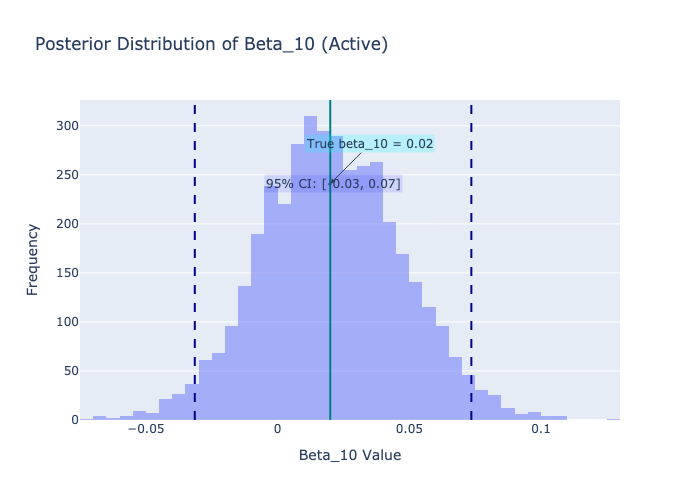 Posterior Distribution of Beta_10 (Active)
300
True beta_10 = 0.02
250
95% CI: [-0.03, 0.07]
200
150
100
50
0
Frequency
−0.05
0
0.05
0.1
Beta_10 Value